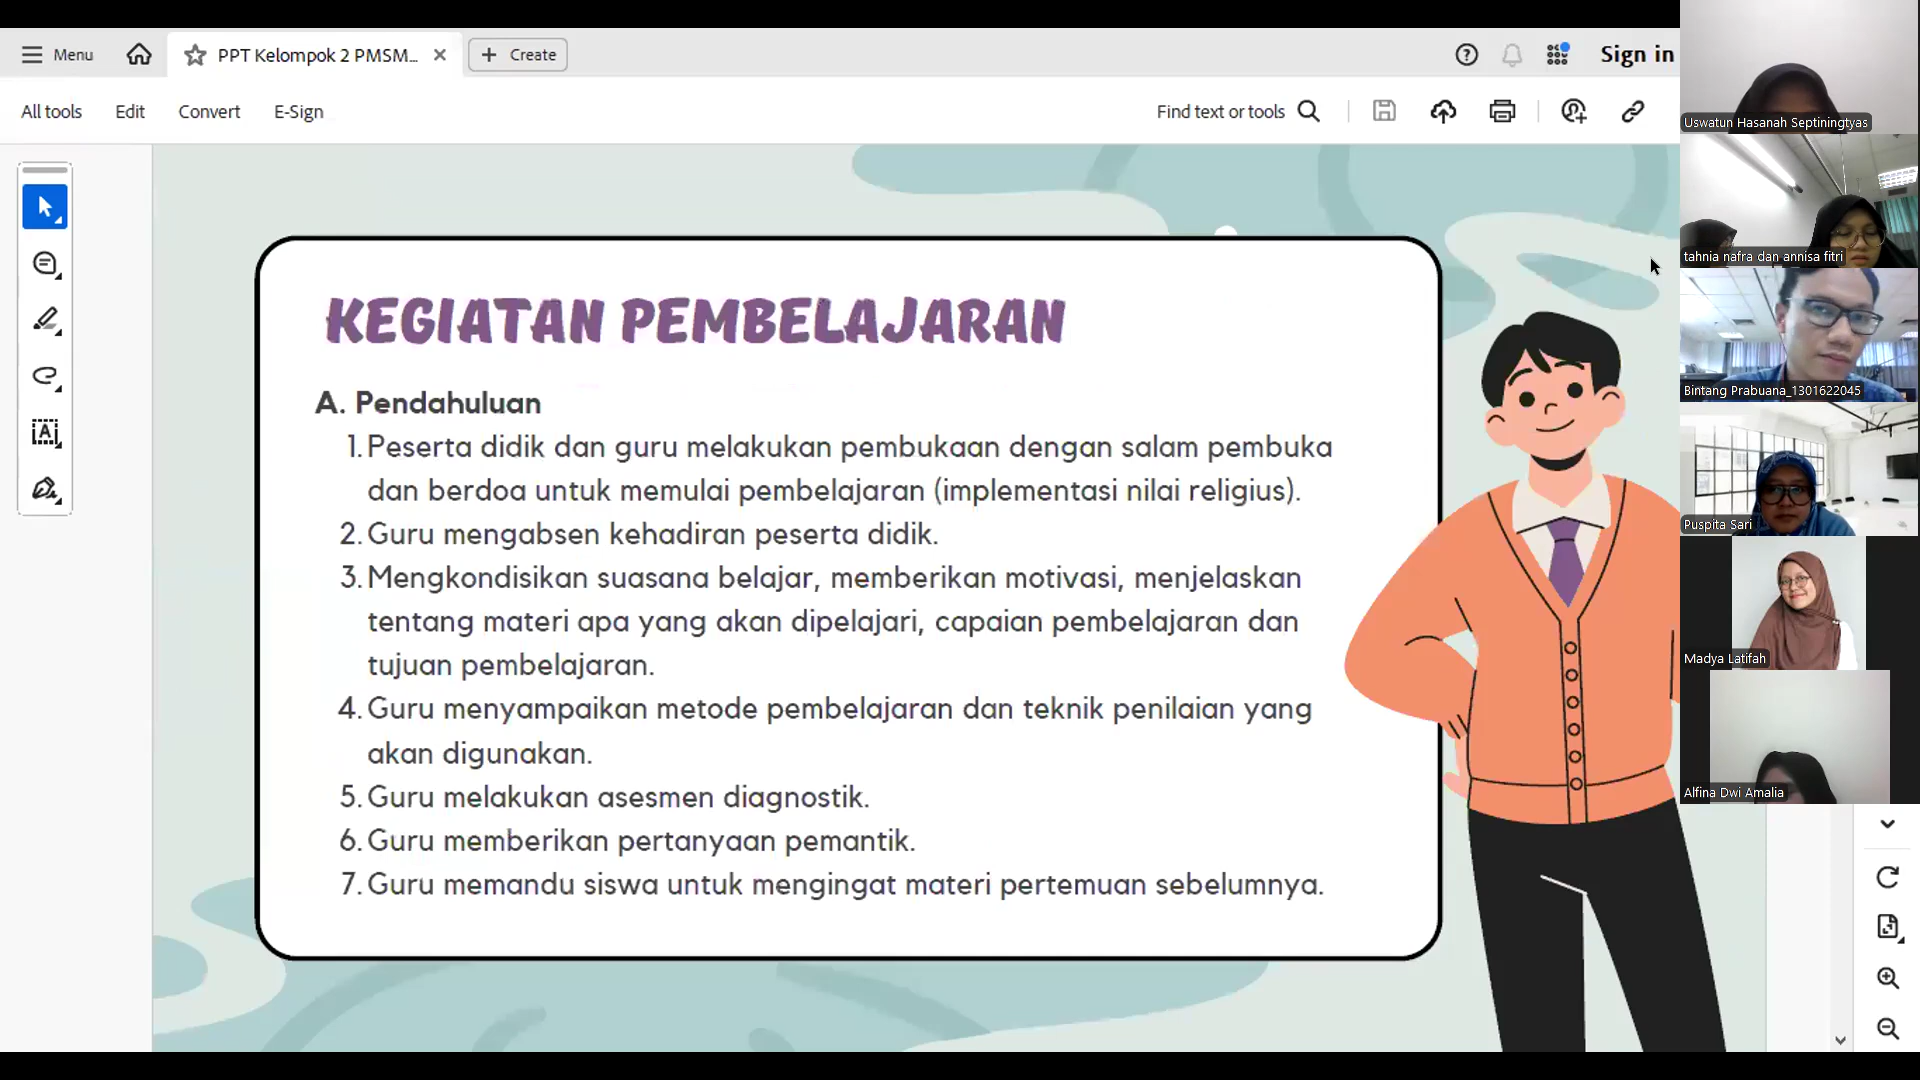 Menu
PPT Kelompok 2 PMSM...
Create
Sign in
All tools
Edit
Convert
E-Sign
Find text or tools
KEGIATAN PEMBELAJARAN
A. Pendahuluan
1. Peserta didik dan guru melakukan pembukaan dengan salam pembuka
dan berdoa untuk memulai pembelajaran (implementasi nilai religius).
2. Guru mengabsen kehadiran peserta didik.
3. Mengkondisikan suasana belajar, memberikan motivasi, menjelaskan
tentang materi apa yang akan dipelajari, capaian pembelajaran dan
tujuan pembelajaran.
4. Guru menyampaikan metode pembelajaran dan teknik penilaian yang
akan digunakan.
5. Guru melakukan asesmen diagnostik.
6. Guru memberikan pertanyaan pemantik.
7. Guru memandu siswa untuk mengingat materi pertemuan sebelumnya.
Uswatun Hasanah Septiningtyas
tahnia nafra dan annisa fitri
Bintang Prabuana_1301622045
Puspita Sari
Madya Latifah
Alfina Dwi Amalia